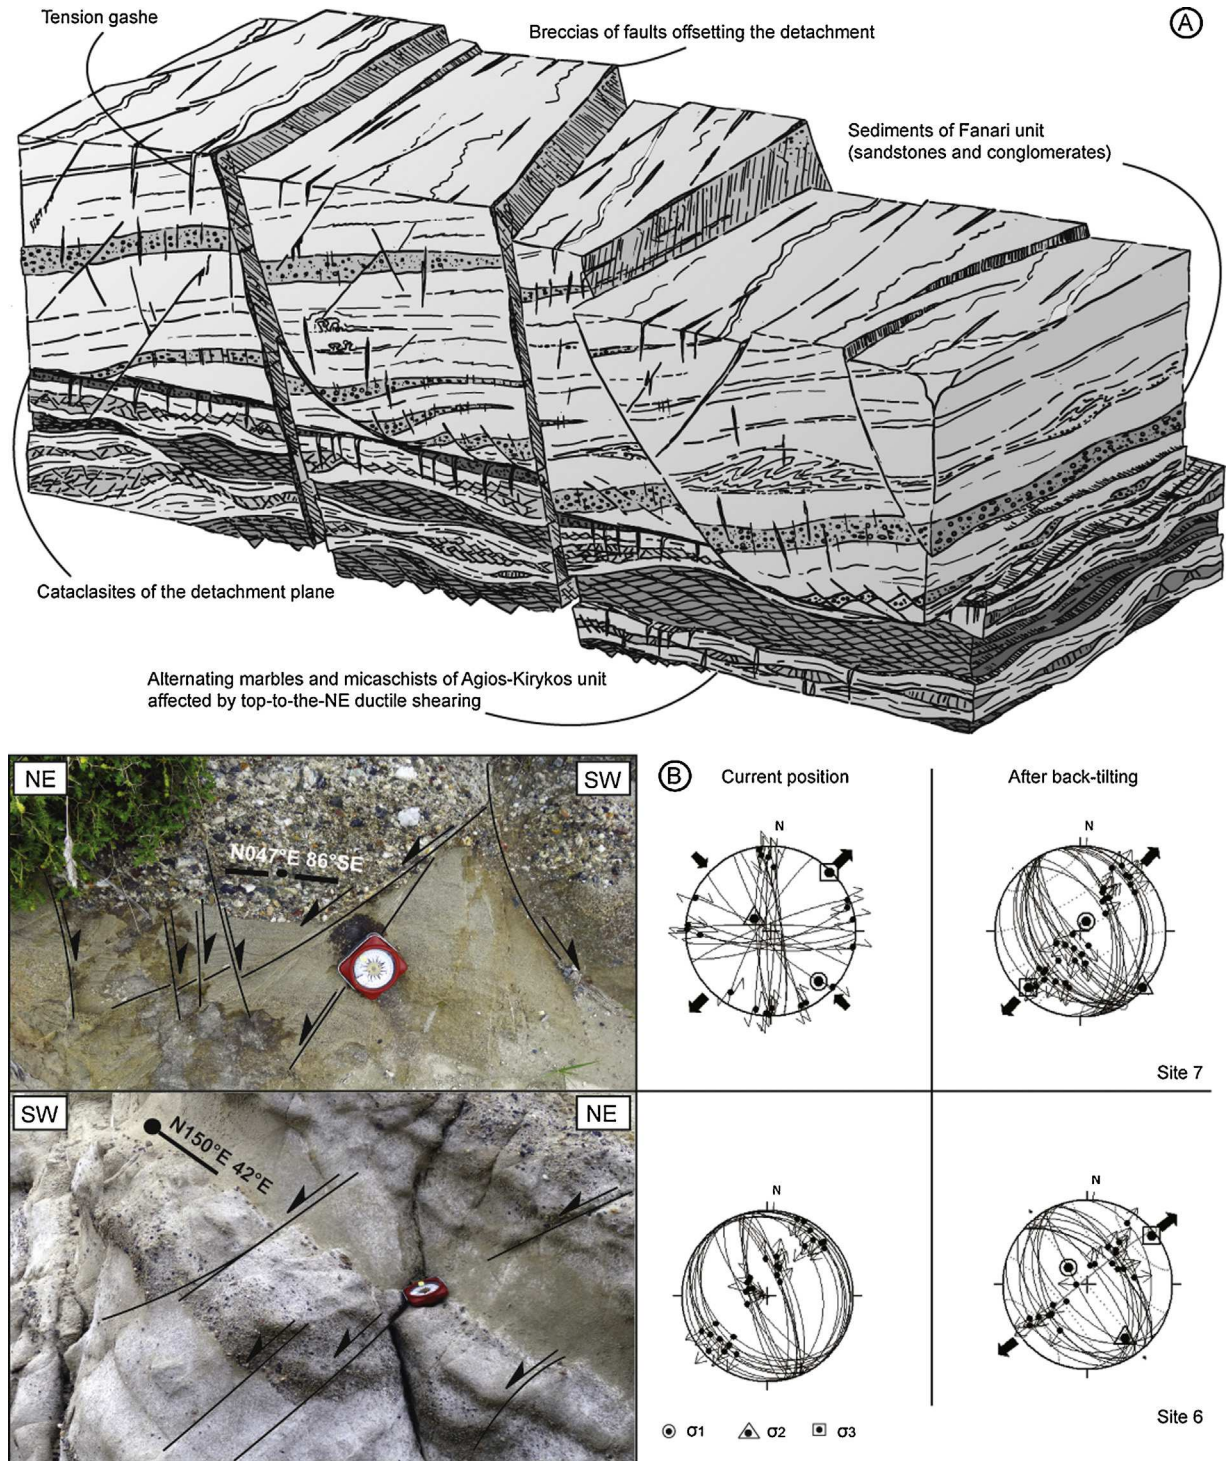 Tension gashe
A
Breccias of faults offsetting the detachment
Sediments of Fanari unit
(sandstones and conglomerates)
Cataclasites of the detachment plane
Alternating marbles and micaschists of Agios-Kirykos unit
affected by top-to-the-NE ductile shearing
NE
SW
N047°E 86°SE
B
Current position
After back-tilting
N
N
Site 7
SW
NE
N150°E 42°E
N
N
σ1
σ2
σ3
Site 6